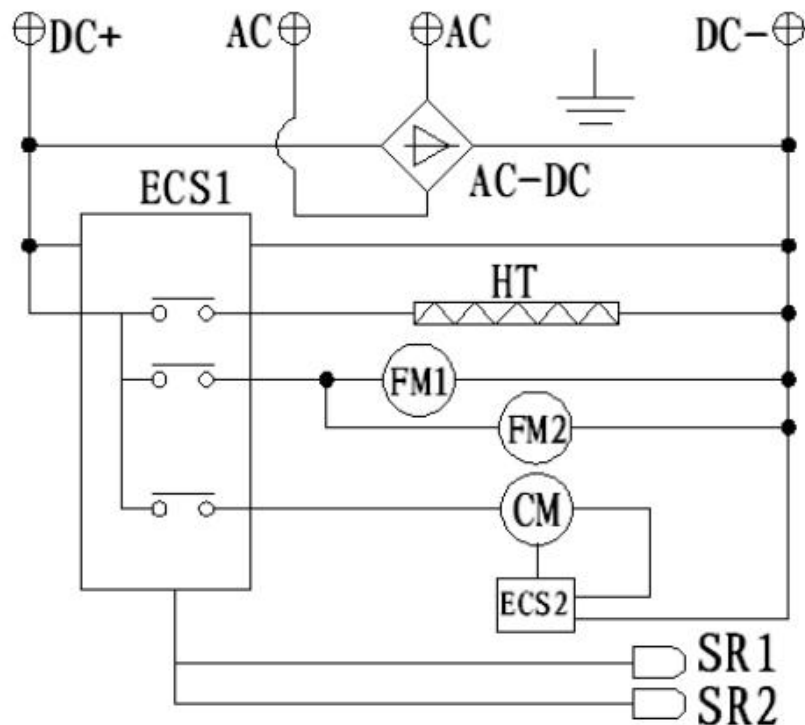 DC+ AC AC DC-
AC-DC
ECS1
HT
FM1
FM2
CM
ECS2
SR1
SR2